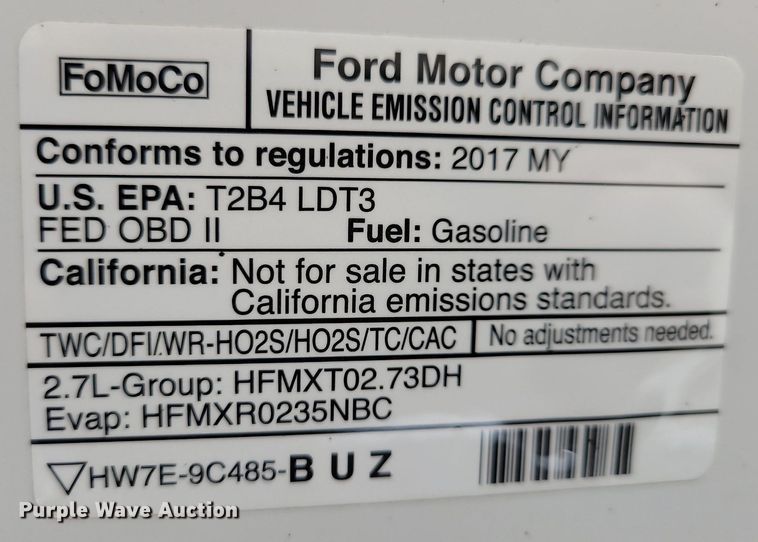 FoMoCo
Ford Motor Company
VEHICLE EMISSION CONTROL INFORMATION
Conforms to regulations: 2017 MY
U.S. EPA: T2B4 LDT3
FED OBD II Fuel: Gasoline
California: Not for sale in states with
California emissions standards.
TWC/DFI/WR-HO2S/HO2S/TC/CAC No adjustments needed.
2.7L-Group: HFMXT02.73DH
Evap: HFMXR0235NBC
HW7E-9C485-B U Z
Purple Wave Auction